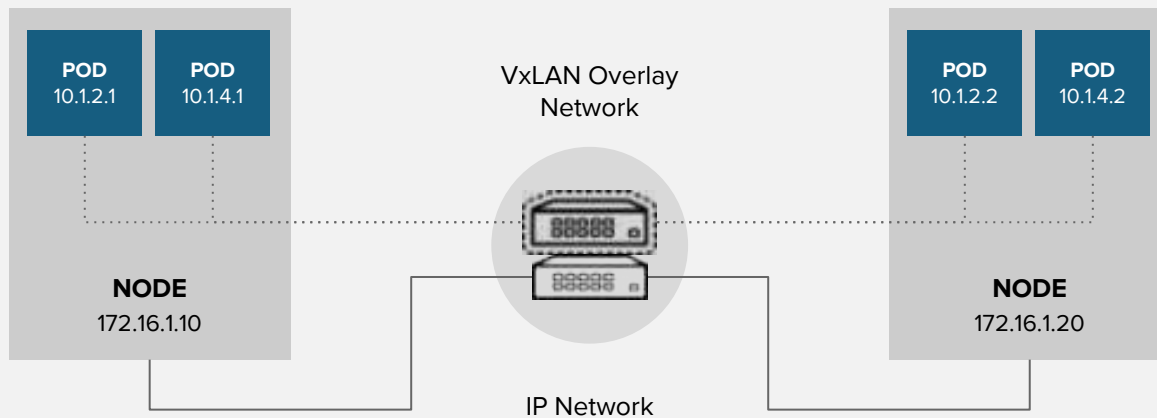 POD
10.1.2.1
POD
10.1.4.1
VxLAN Overlay
Network
POD
10.1.2.2
POD
10.1.4.2
NODE
172.16.1.10
NODE
172.16.1.20
IP Network